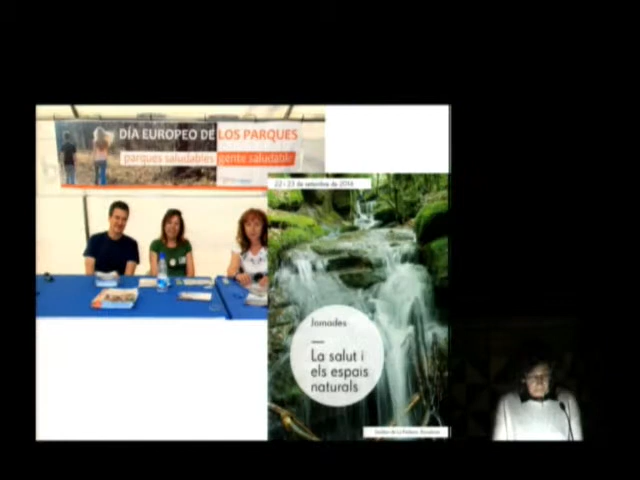 DÍA EUROPEO DE LOS PARQUES
parques saludables gente saludable
22 i 23 de setembre de 2014
Jornades
La salut i
els espais
naturals